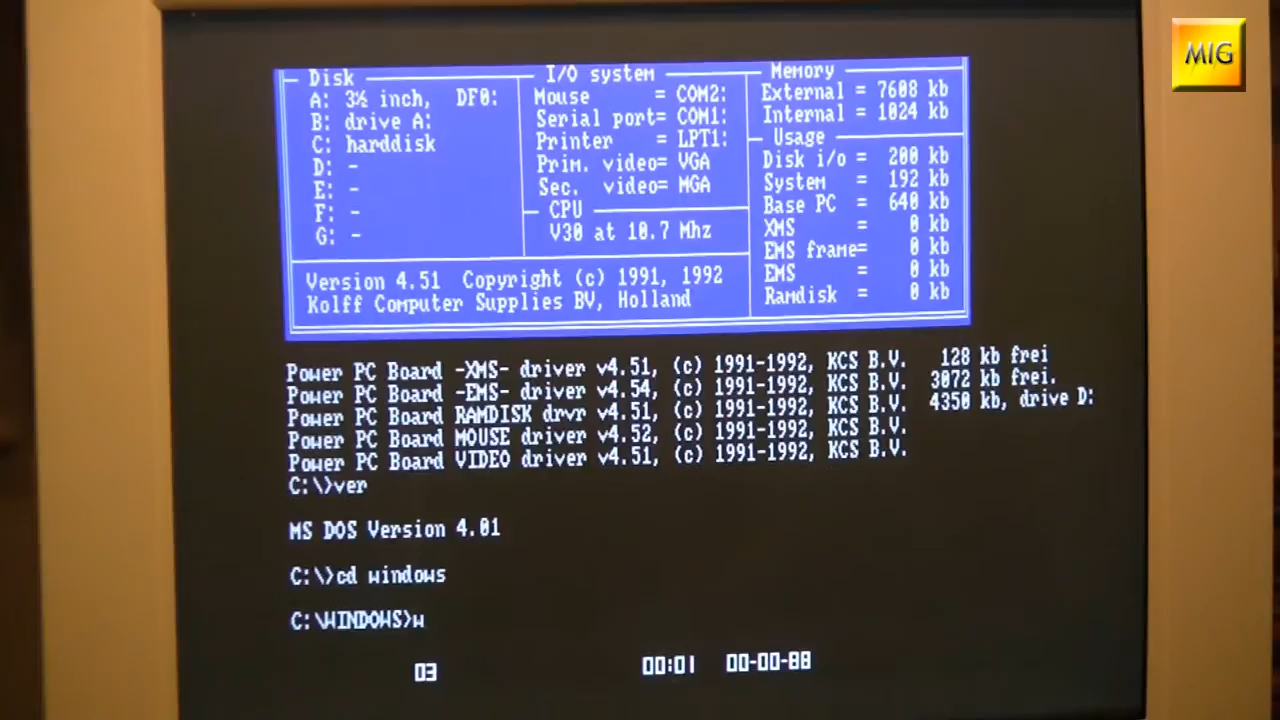 MIG
Disk
A: 3½ inch, DF0:
B: drive A:
C: harddisk
D: -
E: -
F: -
G: -
I/O system
Mouse = COM2:
Serial port= COM1:
Printer = LPT1:
Prim. video= VGA
Sec. video= MGA
CPU
V30 at 10.7 Mhz
Memory
External = 7608 kb
Internal = 1024 kb
Usage
Disk i/o = 200 kb
System = 192 kb
Base PC = 640 kb
XMS = 0 kb
EMS frame= 0 kb
EMS = 0 kb
Ramdisk = 0 kb
Version 4.51 Copyright (c) 1991, 1992
Kolff Computer Supplies BV, Holland
Power PC Board -XMS- driver v4.51, (c) 1991-1992, KCS B.V. 128 kb frei
Power PC Board -EMS- driver v4.54, (c) 1991-1992, KCS B.V. 3072 kb frei.
Power PC Board RAMDISK drvr v4.51, (c) 1991-1992, KCS B.V. 4350 kb, drive D:
Power PC Board MOUSE driver v4.52, (c) 1991-1992, KCS B.V.
Power PC Board VIDEO driver v4.51, (c) 1991-1992, KCS B.V.
C:\>ver
MS DOS Version 4.01
C:\>cd windows
C:\WINDOWS>w
03 00:01 00-00-88